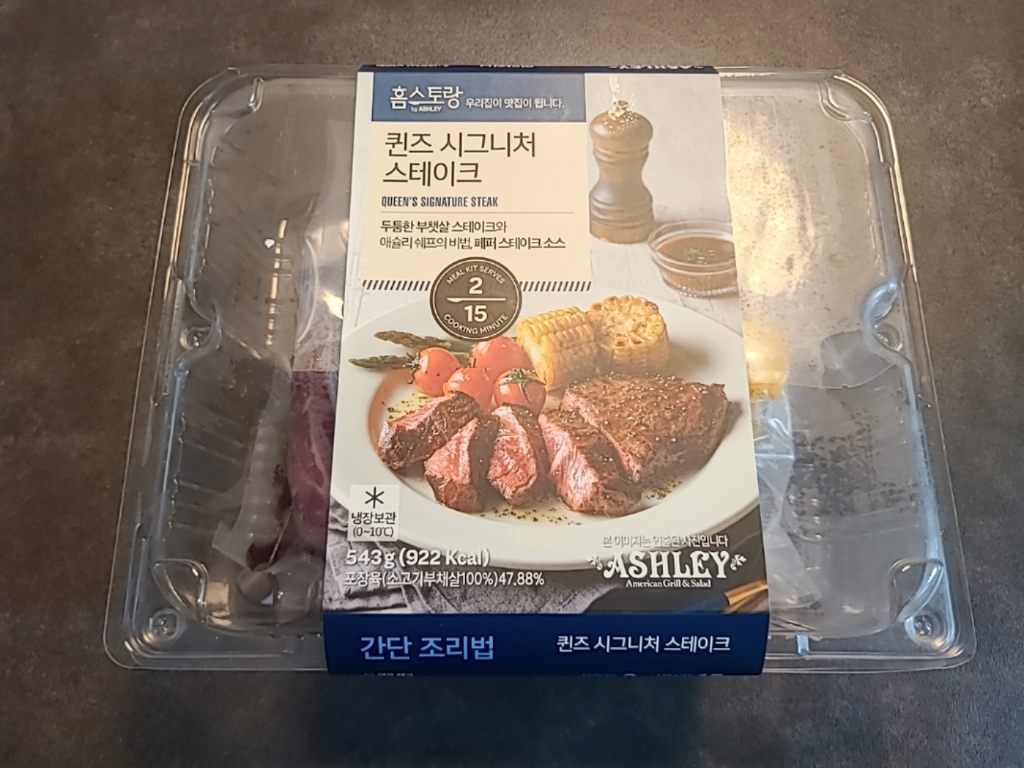 홈스토랑 우리집이 맛집이 됩니다.
by ASHLEY
퀸즈 시그니처
스테이크
QUEEN'S SIGNATURE STEAK
두툼한 부챗살 스테이크와
애슐리 쉐프의 비법, 페퍼 스테이크 소스
MEAL KIT SERVES
2
15
COOKING MINUTE
냉장보관
(0~10℃)
543g (922 Kcal)
포장육(소고기부채살100%)47.88%
본 이미지는 연출된 사진입니다
ASHLEY
American Grill & Salad
간단 조리법
퀸즈 시그니처 스테이크